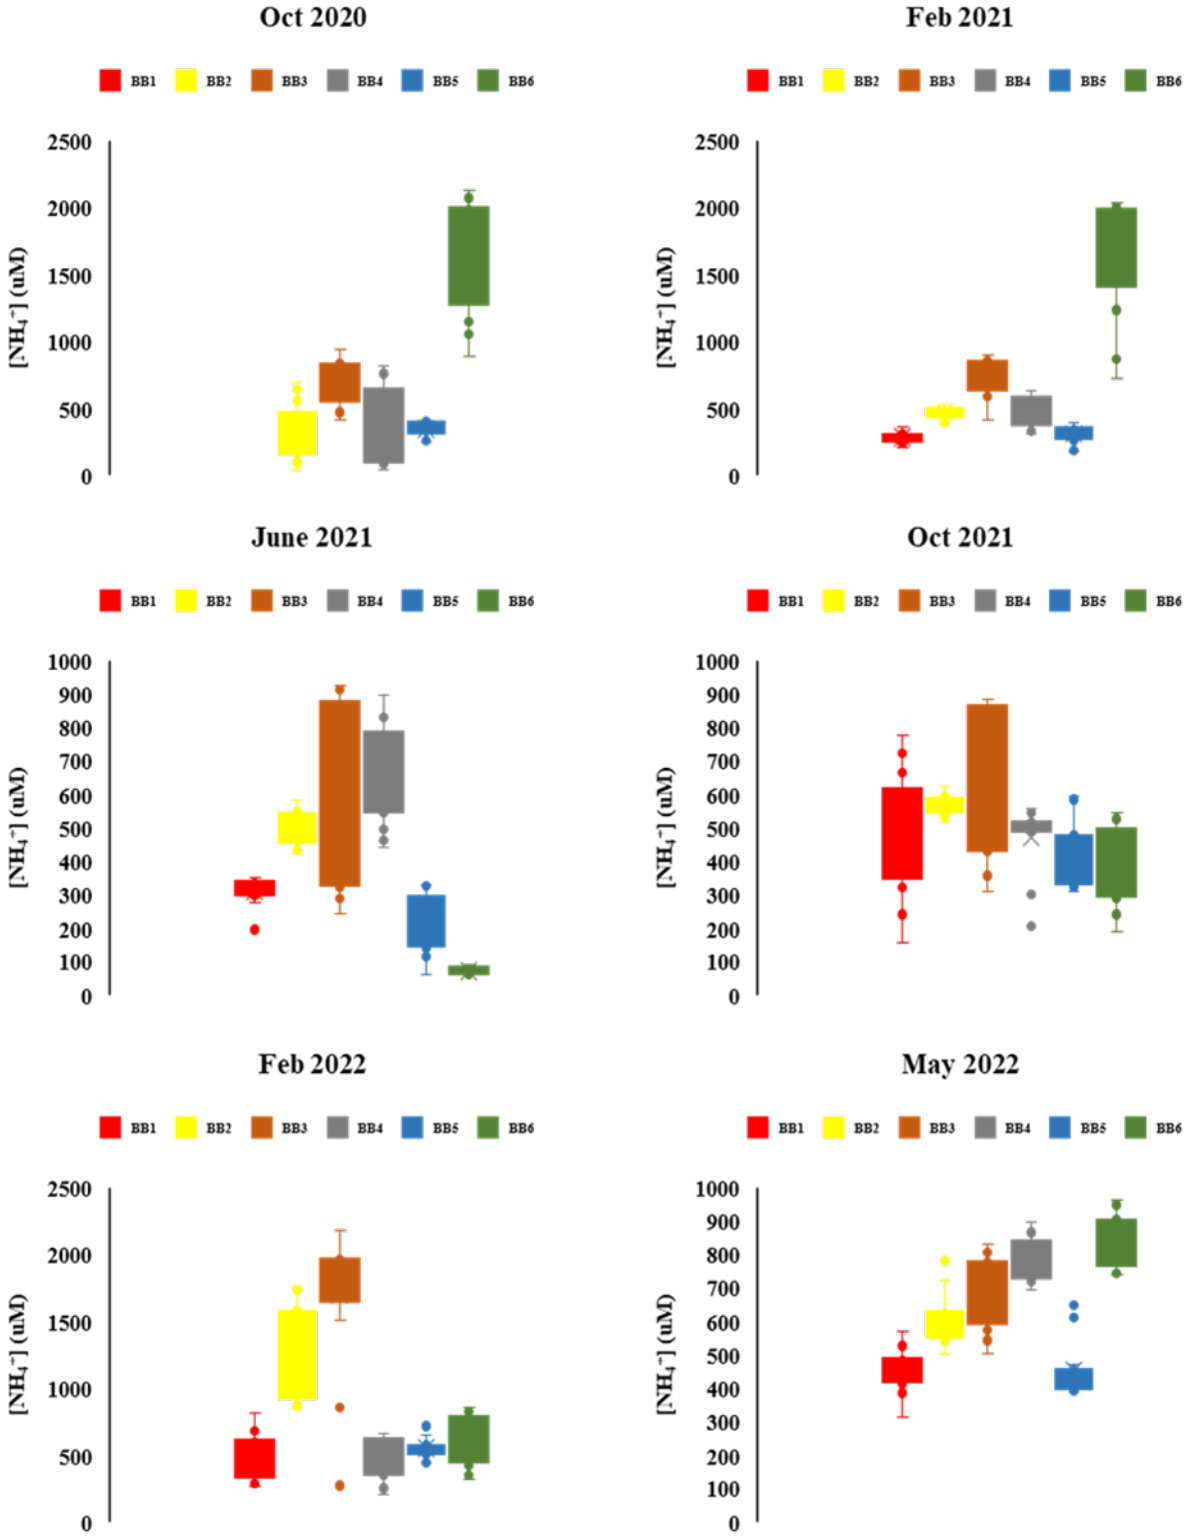 Oct 2020
BB1 BB2 BB3 BB4 BB5 BB6
[NH₄⁺] (uM)
2500
2000
1500
1000
500
0
Feb 2021
BB1 BB2 BB3 BB4 BB5 BB6
[NH₄⁺] (uM)
2500
2000
1500
1000
500
0
June 2021
BB1 BB2 BB3 BB4 BB5 BB6
[NH₄⁺] (uM)
1000
900
800
700
600
500
400
300
200
100
0
Oct 2021
BB1 BB2 BB3 BB4 BB5 BB6
[NH₄⁺] (uM)
1000
900
800
700
600
500
400
300
200
100
0
Feb 2022
BB1 BB2 BB3 BB4 BB5 BB6
[NH₄⁺] (uM)
2500
2000
1500
1000
500
0
May 2022
BB1 BB2 BB3 BB4 BB5 BB6
[NH₄⁺] (uM)
1000
900
800
700
600
500
400
300
200
100
0